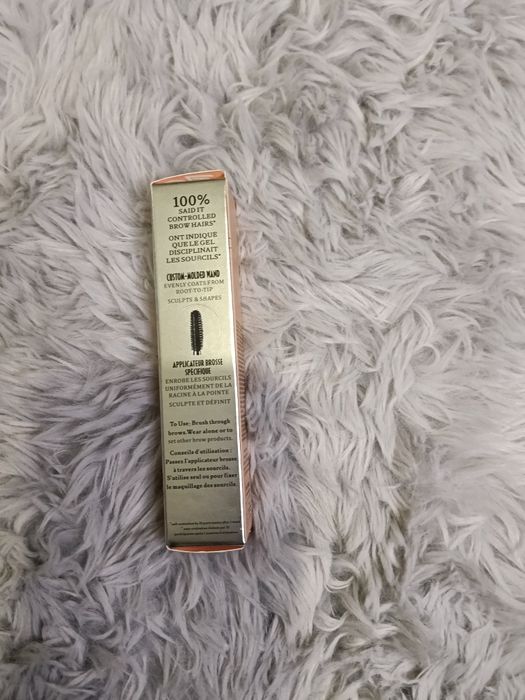 100%
SAID IT
CONTROLLED
BROW HAIRS*
ONT INDIQUÉ
QUE LE GEL
DISCIPLINAIT
LES SOURCILS*
CUSTOM-MOLDED WAND
EVENLY COATS FROM
ROOT-TO-TIP
SCULPTS & SHAPES
APPLICATEUR BROSSE
SPÉCIFIQUE
ENROBE LES SOURCILS
UNIFORMÉMENT DE LA
RACINE À LA POINTE
SCULPTE ET DÉFINIT
To Use: Brush through
brows. Wear alone or to
set other brow products.
Conseils d'utilisation :
Passez l'applicateur brosse
à travers les sourcils.
S'utilise seul ou pour fixer
le maquillage des sourcils.